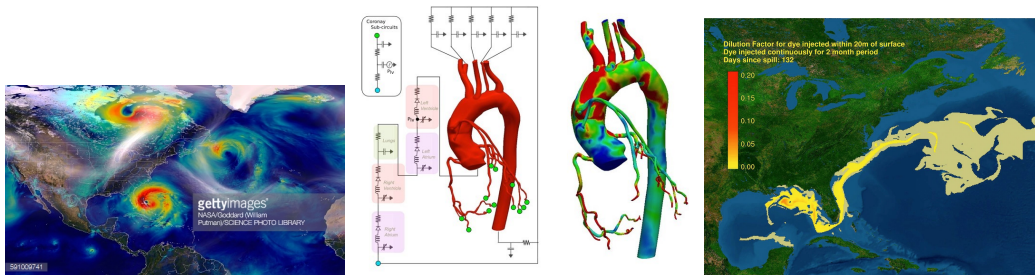 gettyimages®
NASA/Goddard (William
Putman)/SCIENCE PHOTO LIBRARY
591009741
Coronary
Sub-circuits
Left
Ventricle
Left
Atrium
Lungs
Right
Ventricle
Right
Atrium
Dilution Factor for dye injected within 20m of surface
Dye injected continuously for 2 month period
Days since spill: 132
0.20
0.15
0.10
0.05
0.00